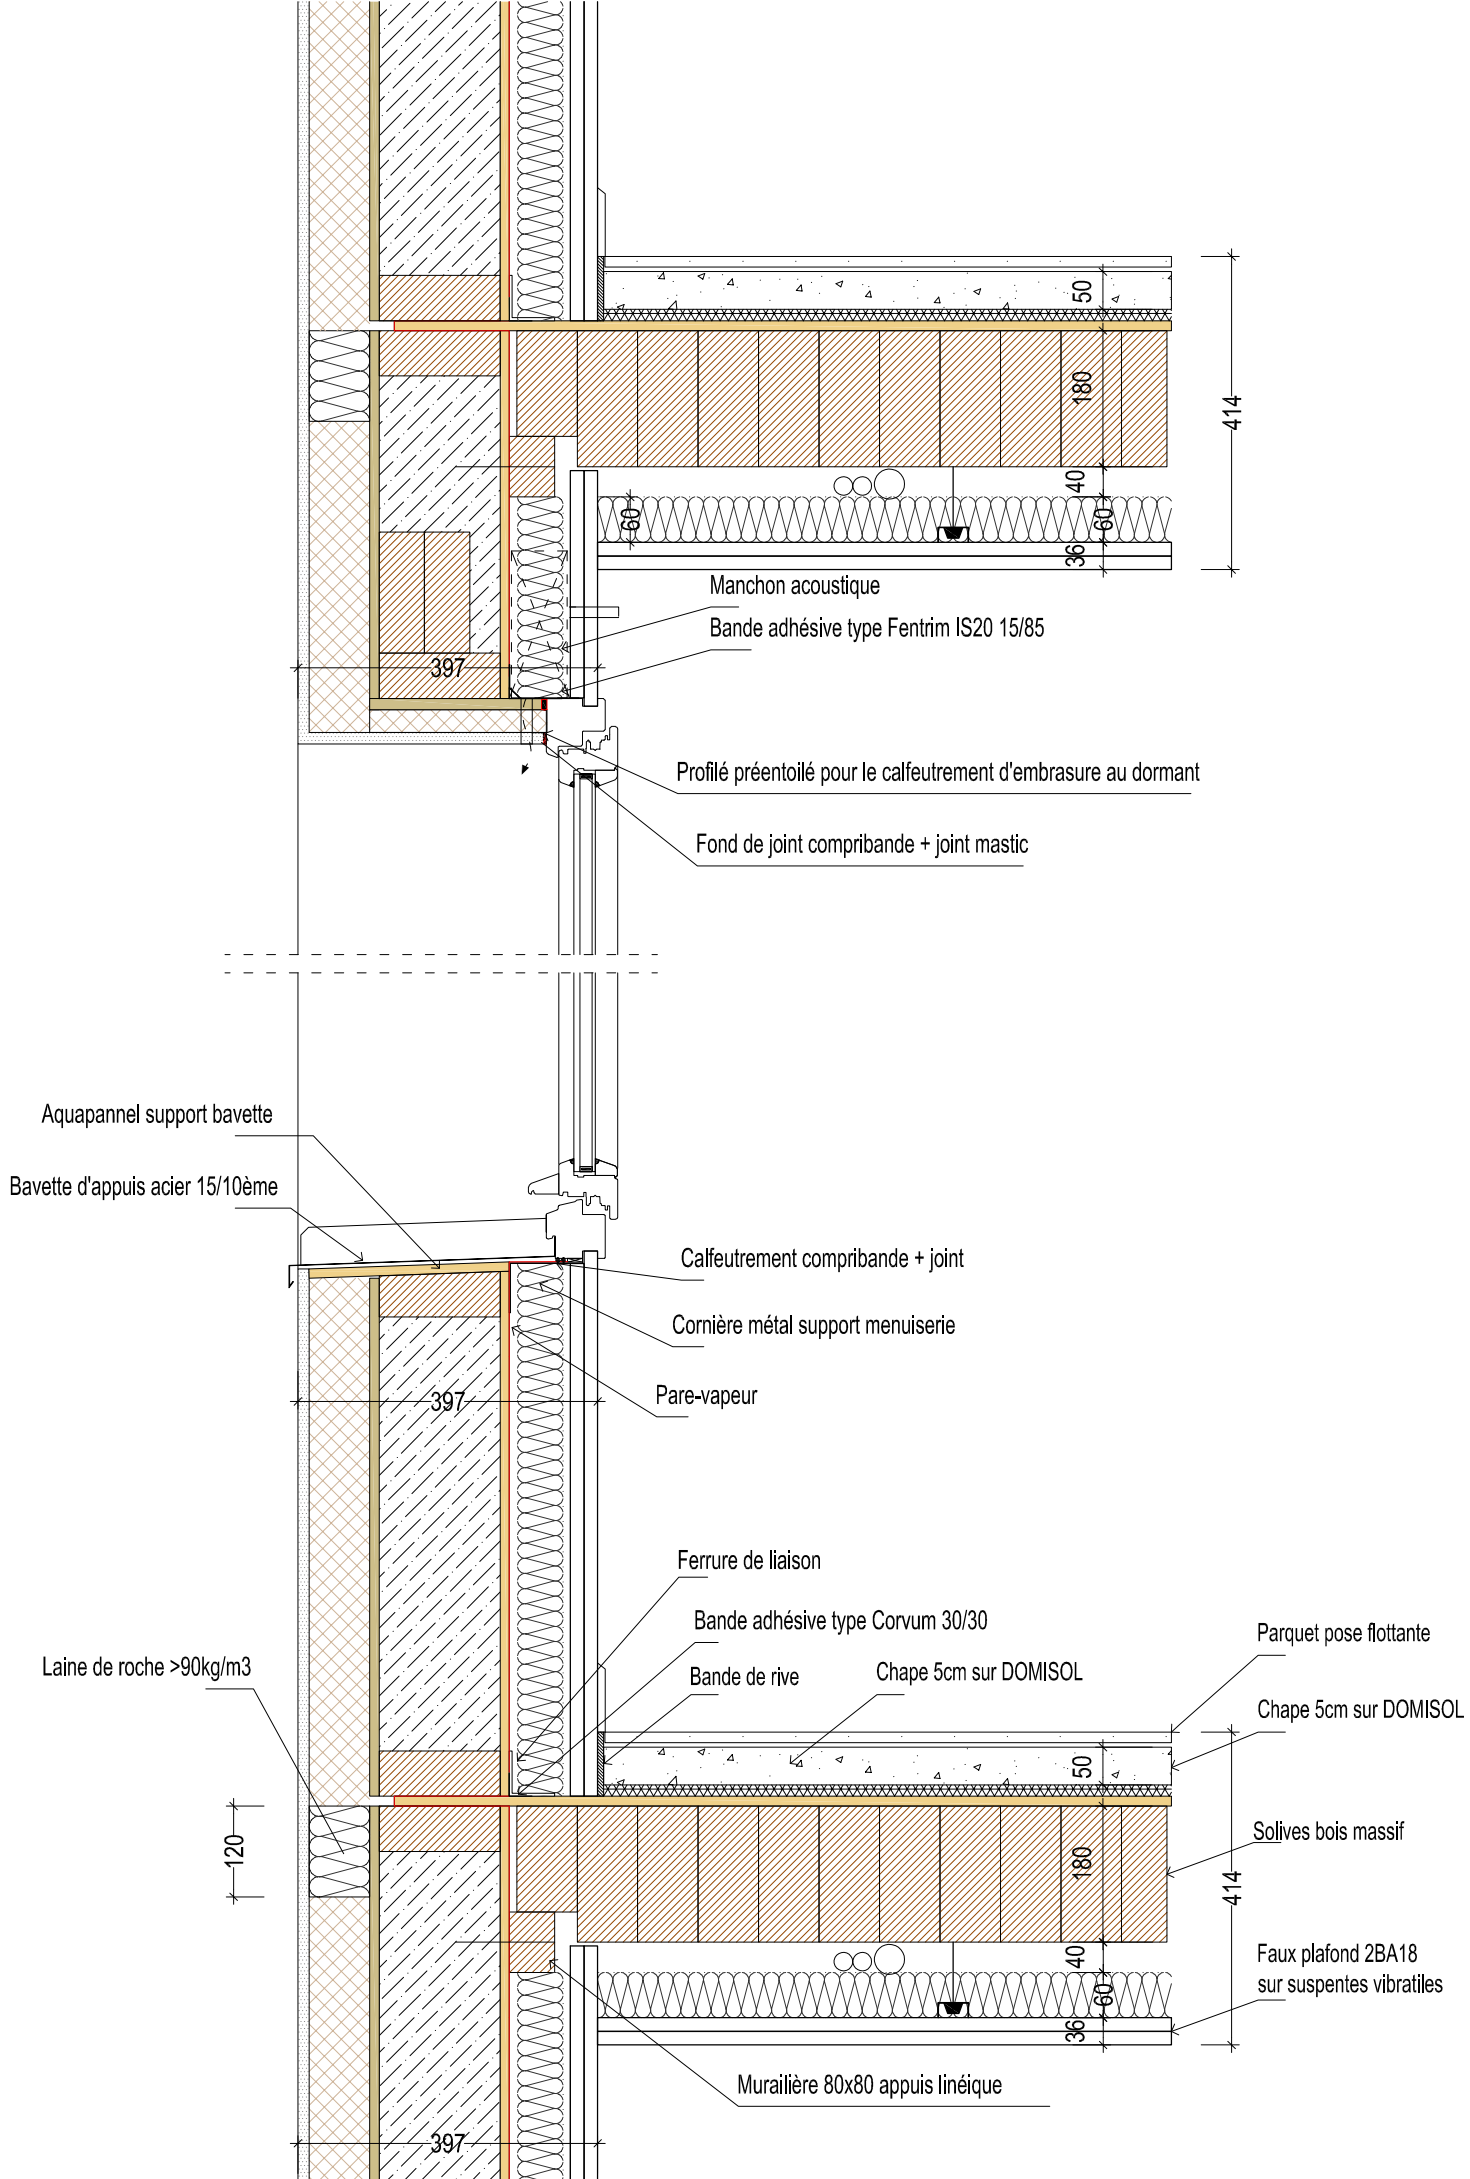 50
180
414
40
60
60
36
Manchon acoustique
Bande adhésive type Fentrim IS20 15/85
397
Profilé préentoilé pour le calfeutrement d'embrasure au dormant
Fond de joint compribande + joint mastic
Aquapannel support bavette
Bavette d'appuis acier 15/10ème
Calfeutrement compribande + joint
Cornière métal support menuiserie
Pare-vapeur
397
Ferrure de liaison
Bande adhésive type Corvum 30/30
Parquet pose flottante
Laine de roche >90kg/m3
Bande de rive
Chape 5cm sur DOMISOL
Chape 5cm sur DOMISOL
50
120
180
Solives bois massif
414
40
60
36
Faux plafond 2BA18
sur suspentes vibratiles
Murailière 80x80 appuis linéique
397